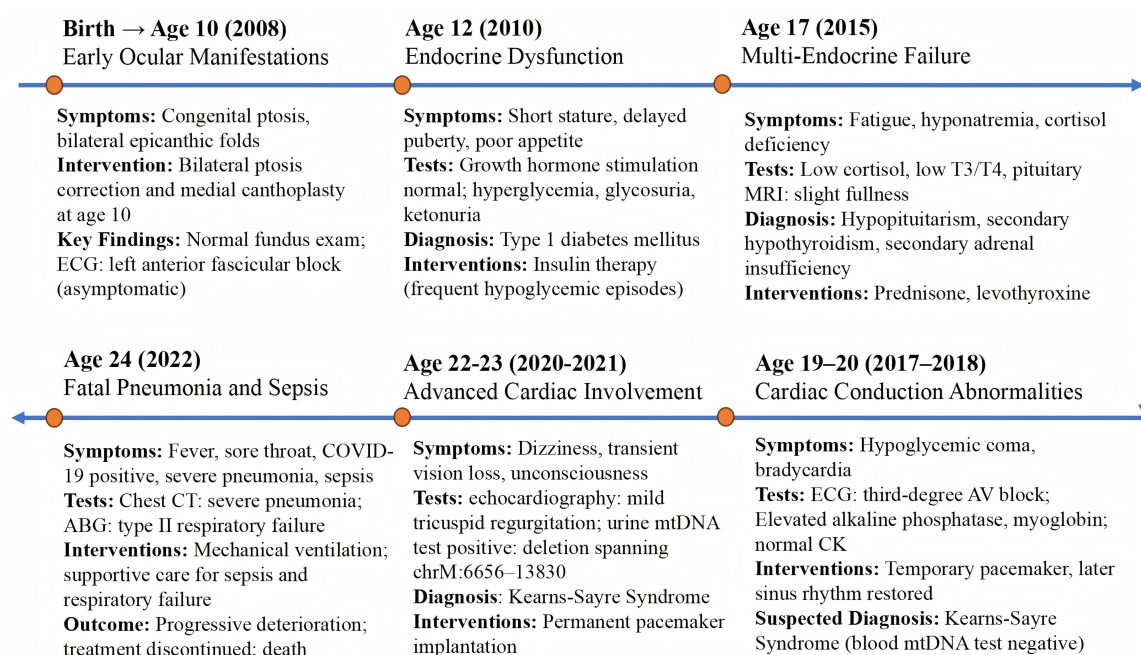 Birth → Age 10 (2008)
Early Ocular Manifestations
Symptoms: Congenital ptosis,
bilateral epicanthic folds
Intervention: Bilateral ptosis
correction and medial canthoplasty
at age 10
Key Findings: Normal fundus exam;
ECG: left anterior fascicular block
(asymptomatic)
Age 12 (2010)
Endocrine Dysfunction
Symptoms: Short stature, delayed
puberty, poor appetite
Tests: Growth hormone stimulation
normal; hyperglycemia, glycosuria,
ketonuria
Diagnosis: Type 1 diabetes mellitus
Interventions: Insulin therapy
(frequent hypoglycemic episodes)
Age 17 (2015)
Multi-Endocrine Failure
Symptoms: Fatigue, hyponatremia, cortisol
deficiency
Tests: Low cortisol, low T3/T4, pituitary
MRI: slight fullness
Diagnosis: Hypopituitarism, secondary
hypothyroidism, secondary adrenal
insufficiency
Interventions: Prednisone, levothyroxine
Age 19–20 (2017–2018)
Cardiac Conduction Abnormalities
Symptoms: Hypoglycemic coma,
bradycardia
Tests: ECG: third-degree AV block;
Elevated alkaline phosphatase, myoglobin;
normal CK
Interventions: Temporary pacemaker, later
sinus rhythm restored
Suspected Diagnosis: Kearns-Sayre
Syndrome (blood mtDNA test negative)
Age 22-23 (2020-2021)
Advanced Cardiac Involvement
Symptoms: Dizziness, transient
vision loss, unconsciousness
Tests: echocardiography: mild
tricuspid regurgitation; urine mtDNA
test positive: deletion spanning
chrM:6656–13830
Diagnosis: Kearns-Sayre Syndrome
Interventions: Permanent pacemaker
implantation
Age 24 (2022)
Fatal Pneumonia and Sepsis
Symptoms: Fever, sore throat, COVID-
19 positive, severe pneumonia, sepsis
Tests: Chest CT: severe pneumonia;
ABG: type II respiratory failure
Interventions: Mechanical ventilation;
supportive care for sepsis and
respiratory failure
Outcome: Progressive deterioration;
treatment discontinued; death